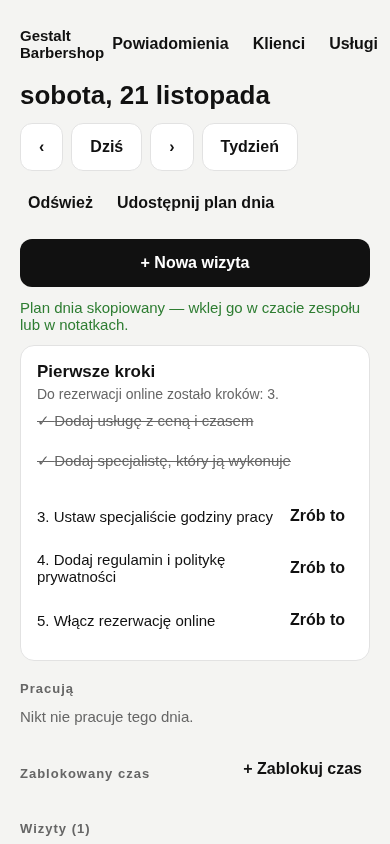 Gestalt
Barbershop
Powiadomienia Klienci Usługi
sobota, 21 listopada
‹ Dziś › Tydzień
Odśwież Udostępnij plan dnia
+ Nowa wizyta
Plan dnia skopiowany — wklej go w czacie zespołu
lub w notatkach.
Pierwsze kroki
Do rezerwacji online zostało kroków: 3.
✓ Dodaj usługę z ceną i czasem
✓ Dodaj specjalistę, który ją wykonuje
3. Ustaw specjaliście godziny pracy Zrób to
4. Dodaj regulamin i politykę
prywatności Zrób to
5. Włącz rezerwację online Zrób to
Pracują
Nikt nie pracuje tego dnia.
Zablokowany czas + Zablokuj czas
Wizyty (1)